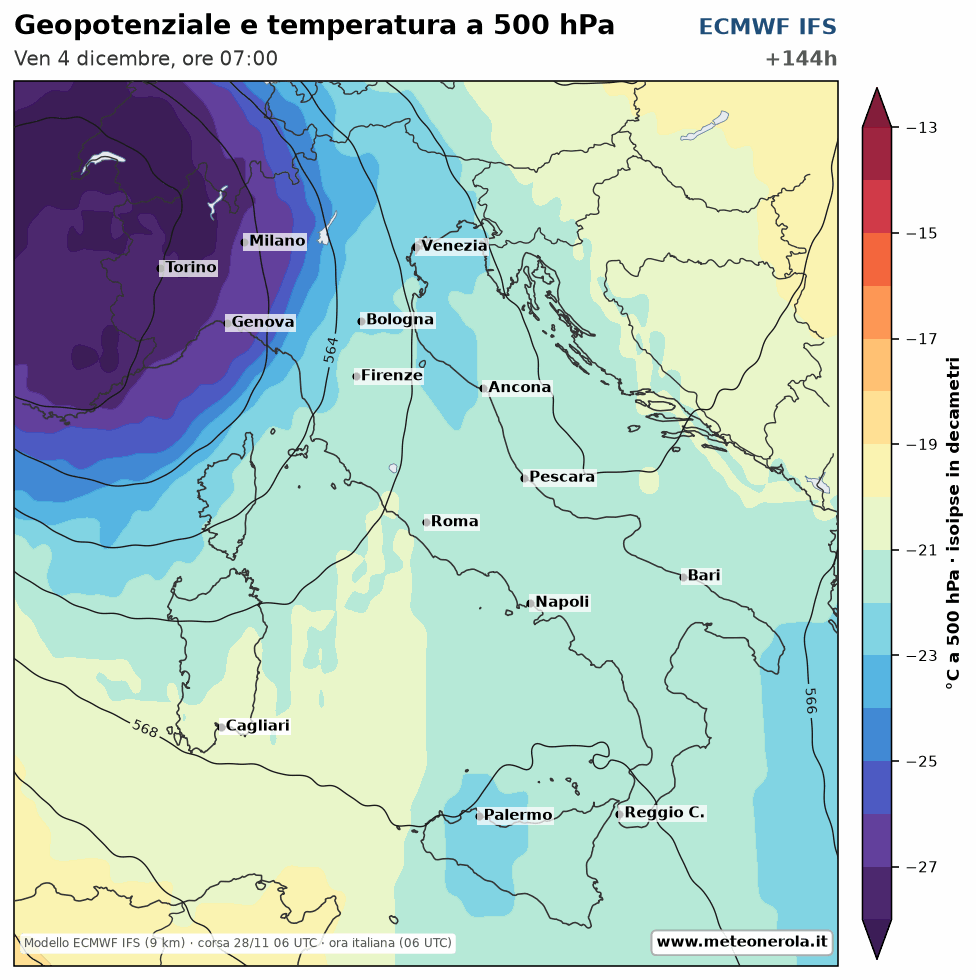 Geopotenziale e temperatura a 500 hPa
ECMWF IFS
Ven 4 dicembre, ore 07:00
+144h
Milano
Venezia
Torino
Genova
Bologna
564
Firenze
Ancona
Pescara
Roma
Bari
Napoli
566
568
Cagliari
Palermo
Reggio C.
−13
−15
−17
−19
−21
−23
−25
−27
°C a 500 hPa · isoipse in decametri
Modello ECMWF IFS (9 km) · corsa 28/11 06 UTC · ora italiana (06 UTC)
www.meteonerola.it